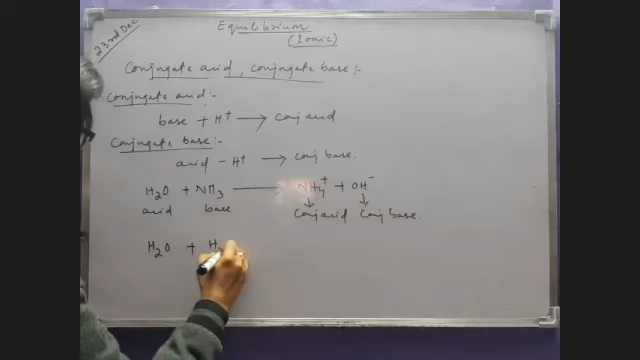 23rd Dec
Equilibrium
(Ionic)
Conjugate acid, conjugate base:-
Conjugate acid:
base + H⁺ ⟶ Conj acid
Conjugate base:
acid - H⁺ ⟶ Conj base.
H₂O + NH₃ ⟶ NH₄⁺ + OH⁻
acid base Conj acid Conj base.
H₂O + H